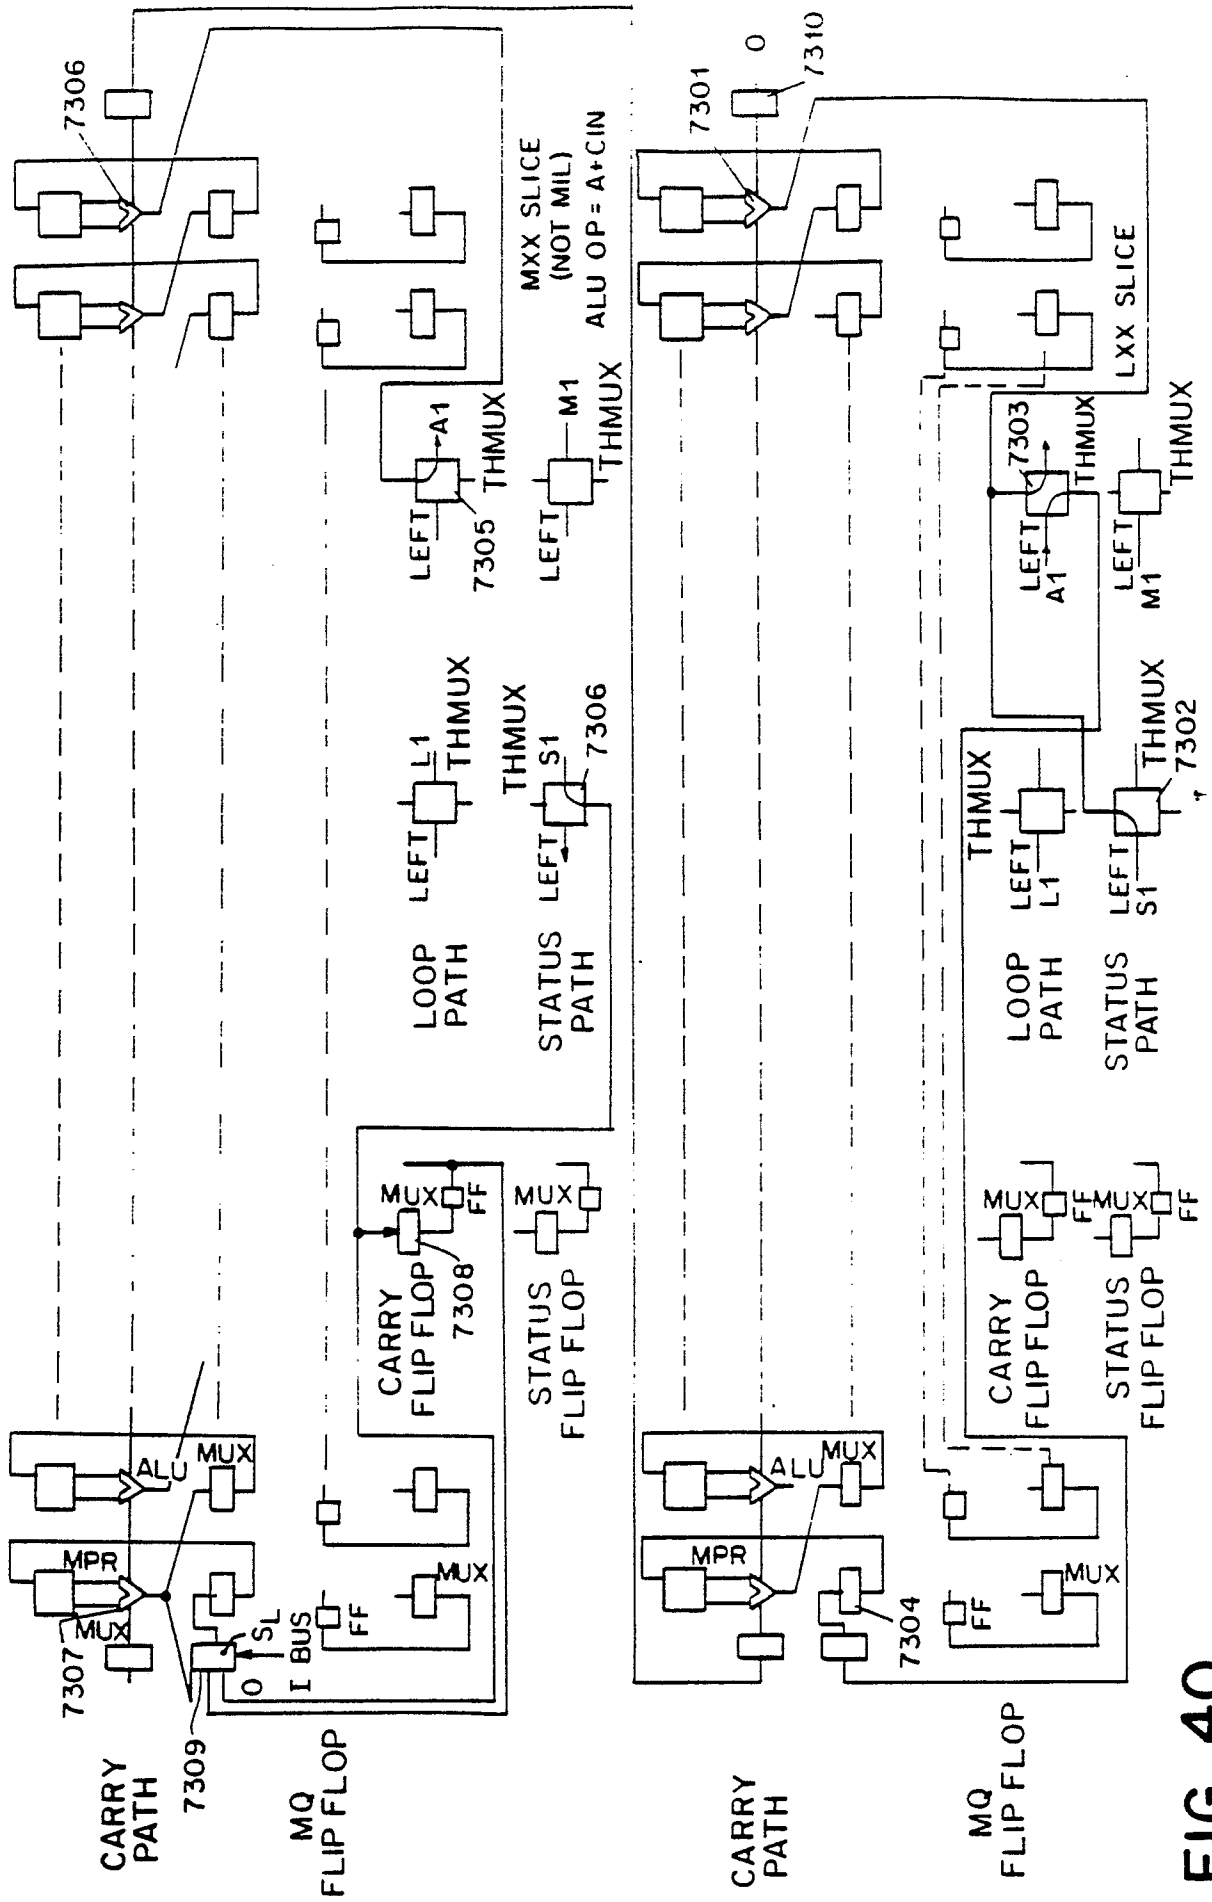 7306
MXX SLICE
(NOT MIL)
ALU OP = A+CIN
LEFT
A1
THMUX
7305
LEFT
M1
THMUX
LEFT
L1
THMUX
LOOP
PATH
THMUX
LEFT
S1
7306
STATUS
PATH
MUX
FF
CARRY
FLIP FLOP
7308
MUX
FF
STATUS
FLIP FLOP
ALU
MUX
MPR
MUX
7307
SL
I BUS
O
7309
FF
MUX
CARRY
PATH
MQ
FLIP FLOP
7301
O
7310
LXX SLICE
7303
LEFT
A1
THMUX
LEFT
M1
THMUX
THMUX
LEFT
L1
LOOP
PATH
LEFT
S1
THMUX
7302
STATUS
PATH
MUX
FF
CARRY
FLIP FLOP
MUX
FF
STATUS
FLIP FLOP
ALU
MUX
MPR
7304
FF
MUX
CARRY
PATH
MQ
FLIP FLOP
FIG. 40